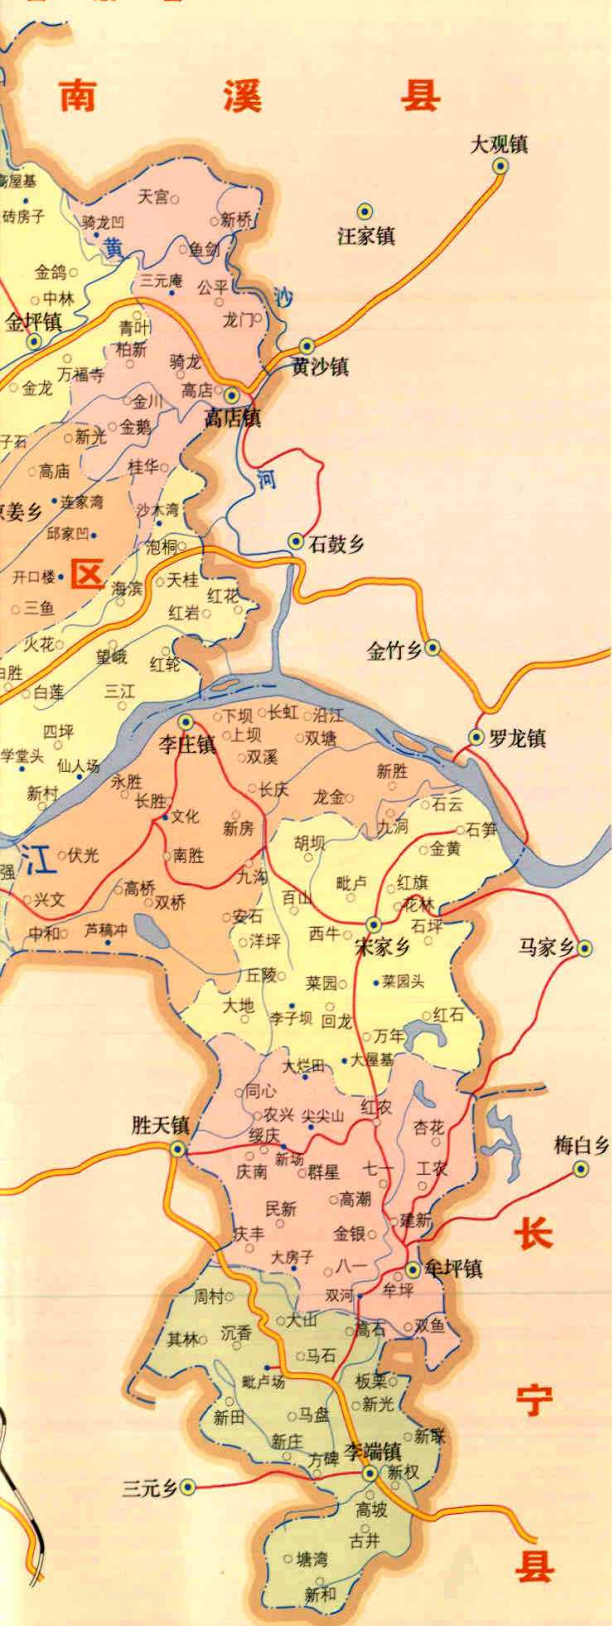 南 溪 县
大观镇
汪家镇
屋基
砖房子
天宫
骑龙凹
新桥
黄
鱼剑
金鸽
三元庵
公平
沙
中林
龙门
金坪镇
青叶
柏新
黄沙镇
万福寺
骑龙
金龙
高店
高店镇
金川
金鹅
子石
新光
高庙
桂华
河
姜乡
连家湾
沙木湾
邱家凹
泡桐
石鼓乡
开口楼
区
海滨
天桂
红花
三鱼
红岩
火花
望峨
红轮
金竹乡
胜
白莲
三江
下坝
长虹
沿江
李庄镇
上坝
双塘
罗龙镇
四坪
学堂头
仙人场
双溪
永胜
新胜
新村
长胜
长庆
龙金
石云
文化
新房
九洞
石笋
江
伏光
南胜
胡坝
金黄
强
九沟
高桥
毗卢
红旗
兴文
双桥
百山
花林
安石
中和
芦稿冲
洋坪
西牛
宋家乡
石坪
马家乡
丘陵
菜园
菜园头
大地
李子坝
回龙
红石
万年
大烂田
大屋基
同心
农兴
尖尖山
红农
胜天镇
绥庆
杏花
梅白乡
庆南
新场
群星
七一
工农
高潮
民新
建新
长
庆丰
金银
大房子
八一
牟坪镇
周村
双河
牟坪
大山
高石
双鱼
其林
沉香
马石
毗卢场
板栗
宁
新田
马盘
新光
新庄
新联
方碑
李端镇
三元乡
新权
高坡
古井
县
塘湾
新和